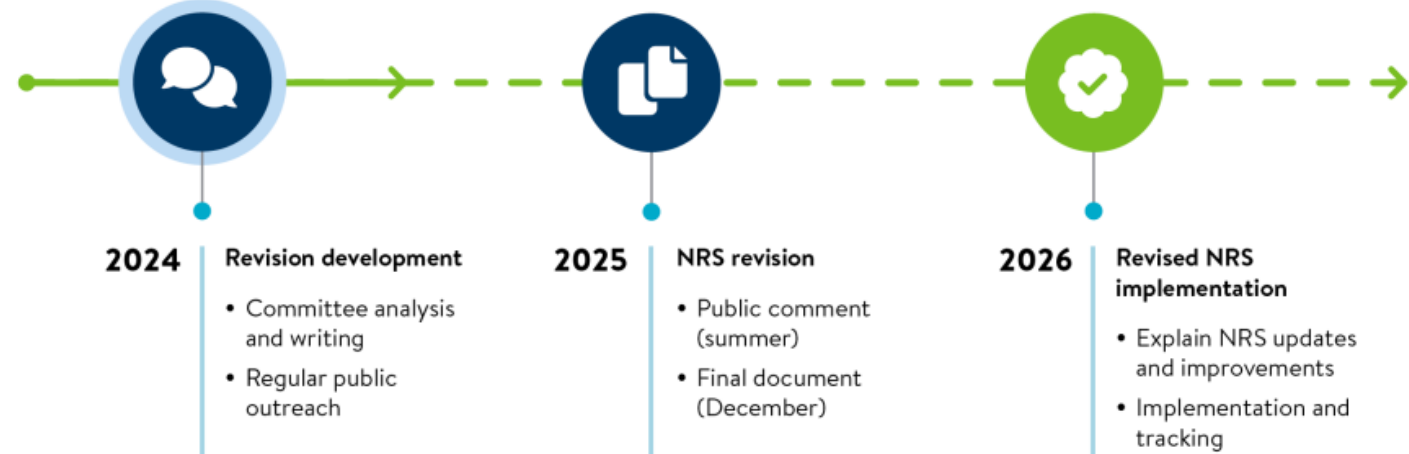 2024
Revision development
• Committee analysis
and writing
• Regular public
outreach
2025
NRS revision
• Public comment
(summer)
• Final document
(December)
2026
Revised NRS
implementation
• Explain NRS updates
and improvements
• Implementation and
tracking